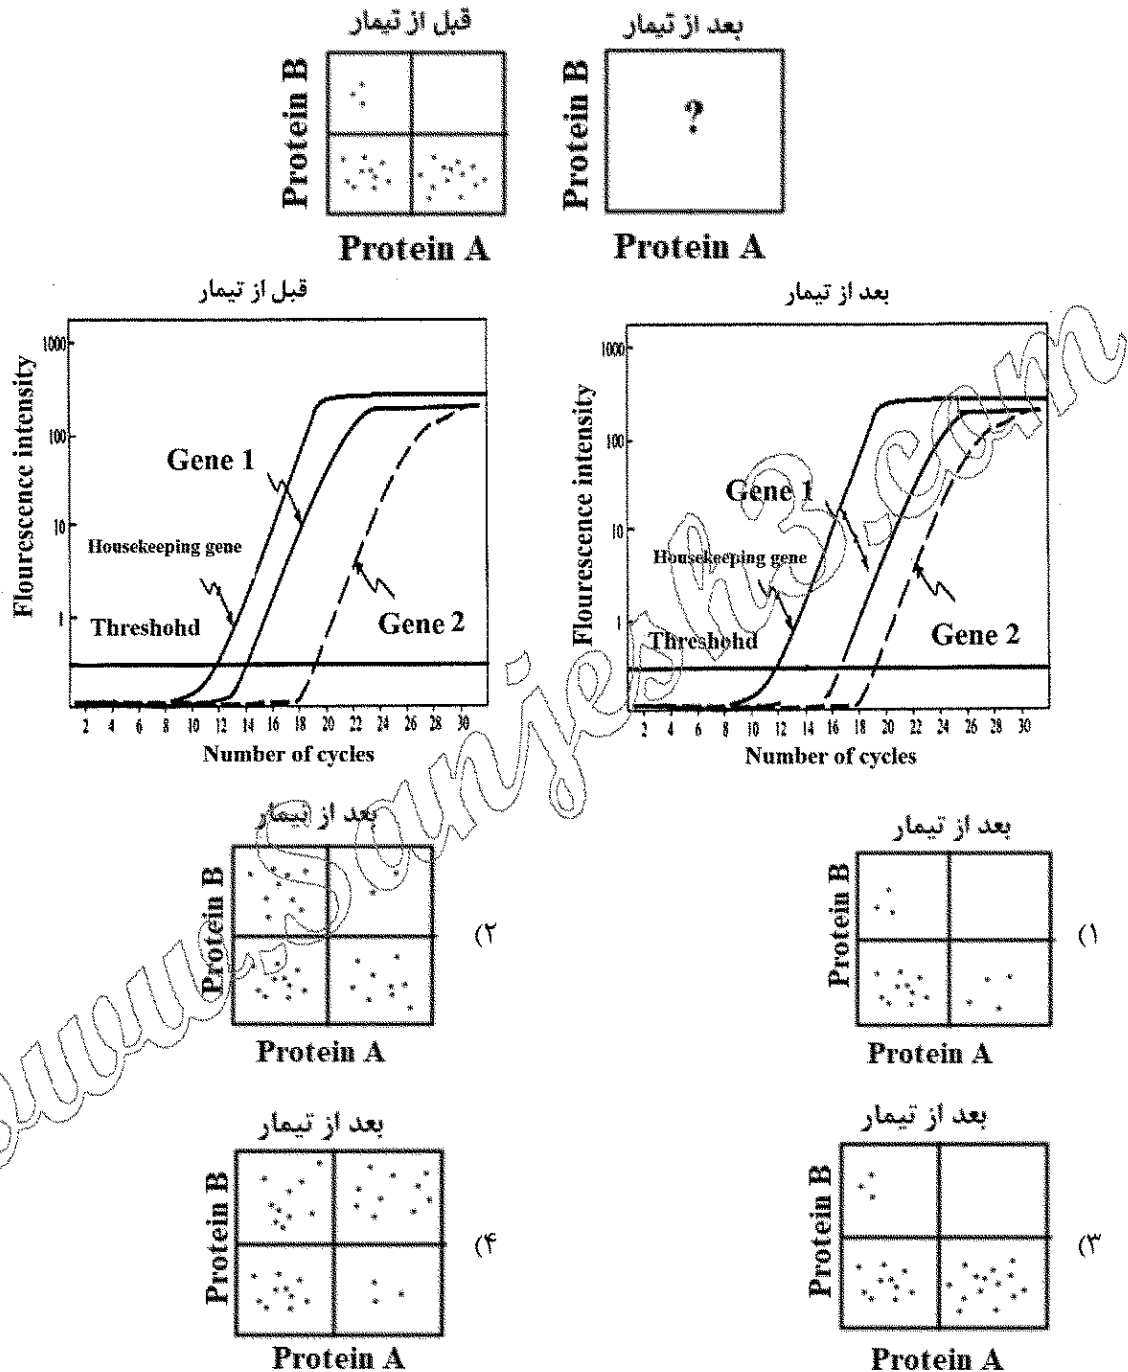 قبل از تیمار
بعد از تیمار
Protein B
Protein B
?
Protein A
Protein A
قبل از تیمار
بعد از تیمار
Flourescence intensity
1000
100
10
1
Gene 1
Housekeeping gene
Threshohd
Gene 2
2 4 6 8 10 12 14 16 18 20 22 24 26 28 30
Number of cycles
Flourescence intensity
1000
100
10
1
Gene 1
Housekeeping gene
Threshohd
Gene 2
2 4 6 8 10 12 14 16 18 20 22 24 26 28 30
Number of cycles
www.Sanjesh3.com
بعد از تیمار
Protein B
(۱
Protein A
بعد از تیمار
Protein B
(۲
Protein A
بعد از تیمار
Protein B
(۳
Protein A
بعد از تیمار
Protein B
(۴
Protein A